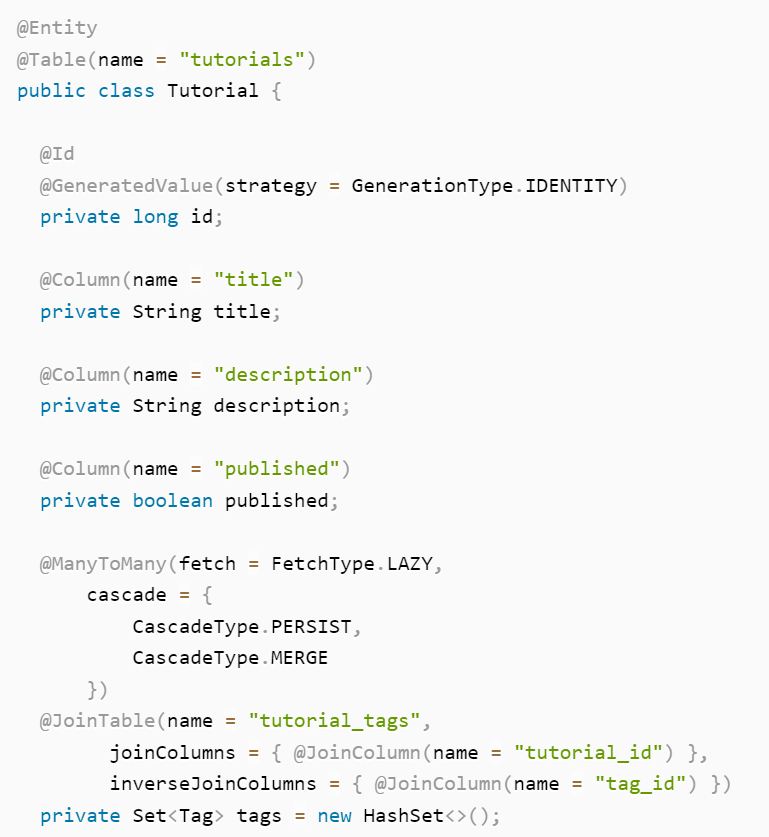 @Entity
@Table(name = "tutorials")
public class Tutorial {
@Id
@GeneratedValue(strategy = GenerationType.IDENTITY)
private long id;
@Column(name = "title")
private String title;
@Column(name = "description")
private String description;
@Column(name = "published")
private boolean published;
@ManyToMany(fetch = FetchType.LAZY,
cascade = {
CascadeType.PERSIST,
CascadeType.MERGE
})
@JoinTable(name = "tutorial_tags",
joinColumns = { @JoinColumn(name = "tutorial_id") },
inverseJoinColumns = { @JoinColumn(name = "tag_id") })
private Set<Tag> tags = new HashSet<>();